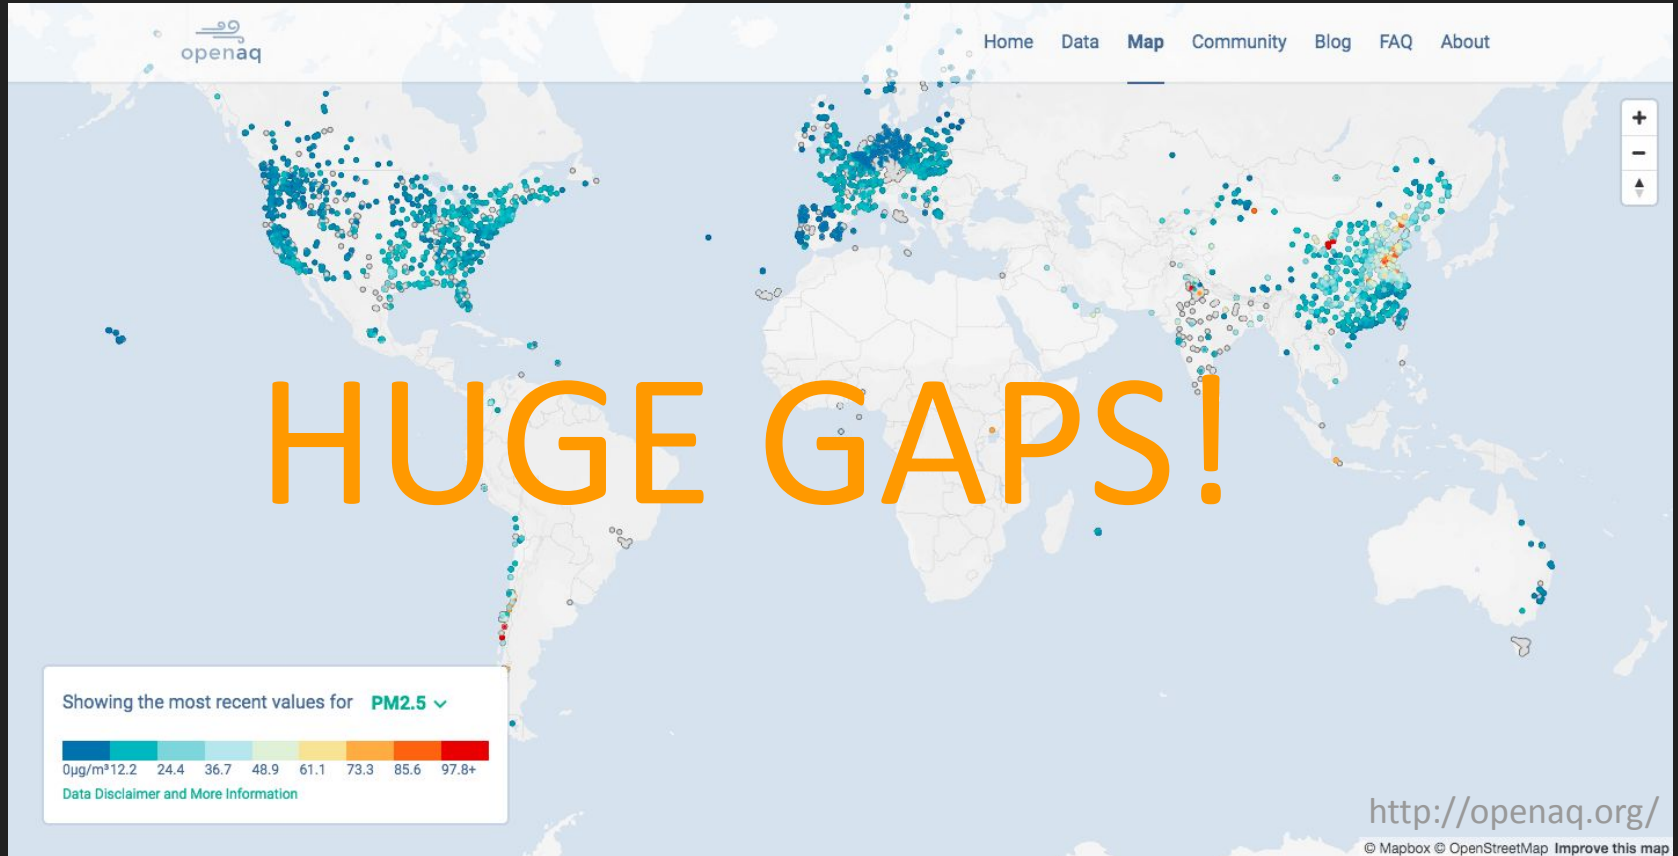 openaq
Home Data Map Community Blog FAQ About
HUGE GAPS!
Showing the most recent values for PM2.5
0µg/m³ 12.2 24.4 36.7 48.9 61.1 73.3 85.6 97.8+
Data Disclaimer and More Information
http://openaq.org/
© Mapbox © OpenStreetMap Improve this map